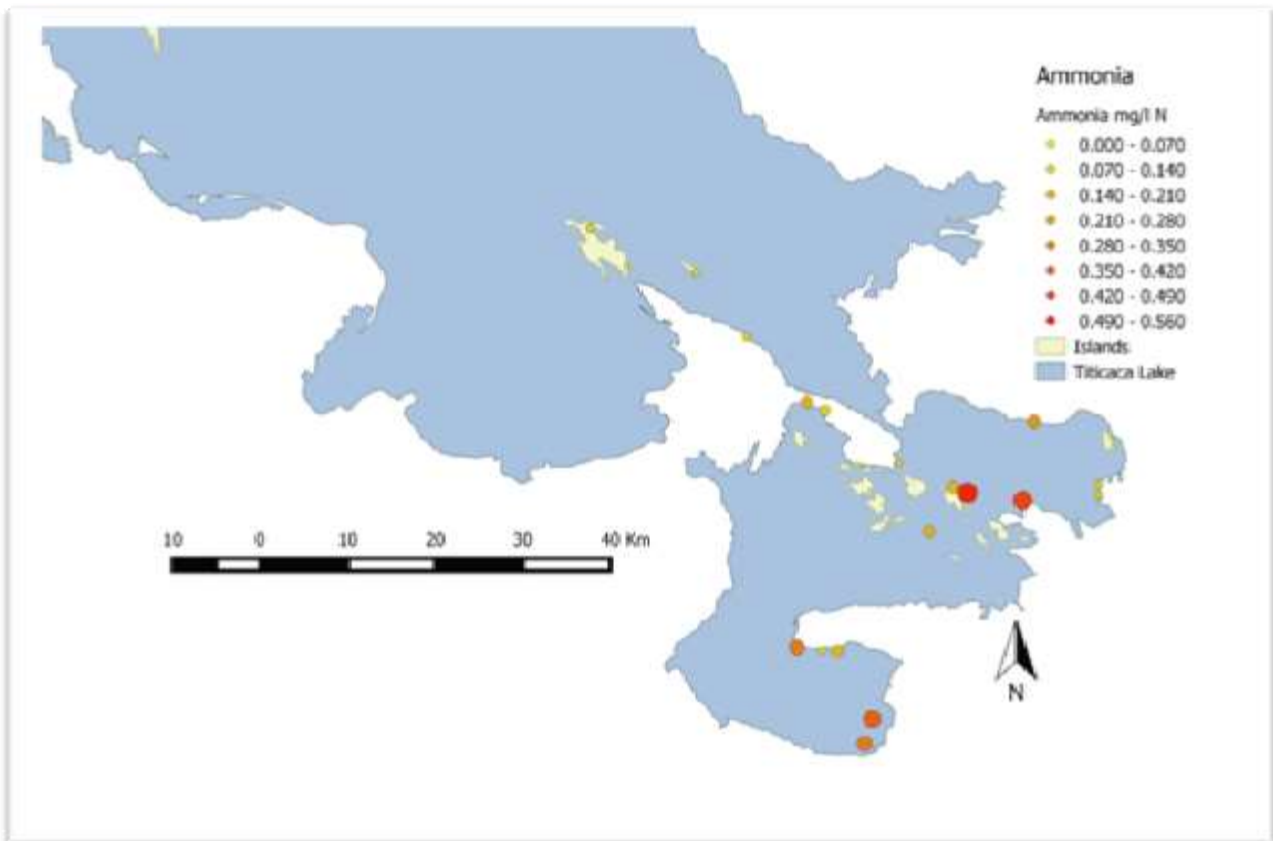 Ammonia
Ammonia mg/l N
0.000 - 0.070
0.070 - 0.140
0.140 - 0.210
0.210 - 0.280
0.280 - 0.350
0.350 - 0.420
0.420 - 0.490
0.490 - 0.560
Islands
Titicaca Lake
10 0 10 20 30 40 Km
N